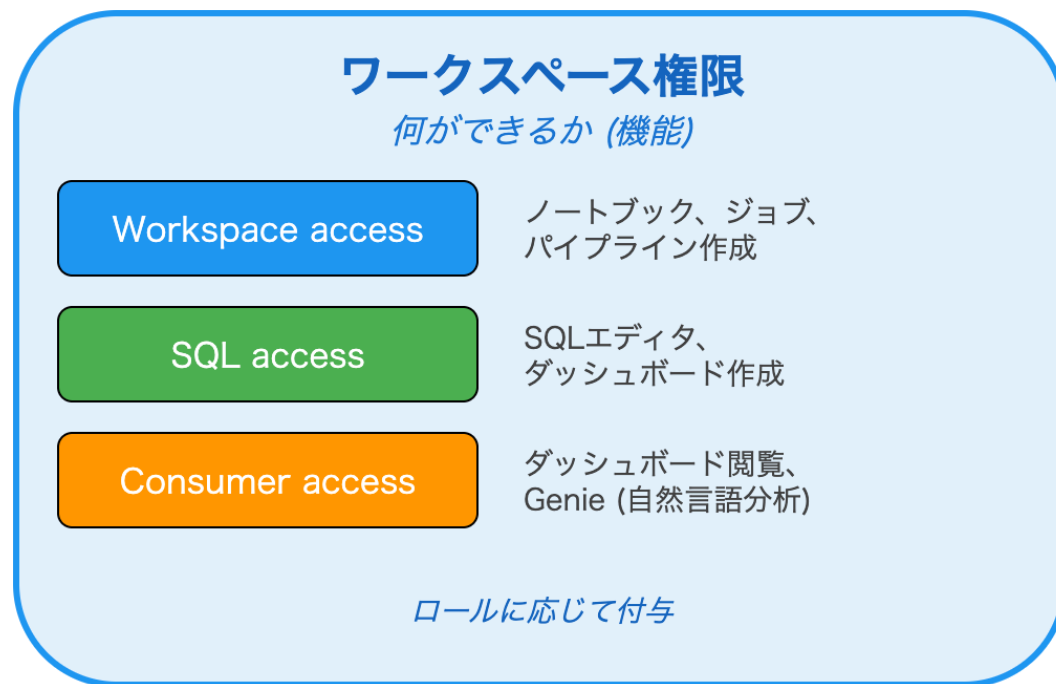 ワークスペース権限
何ができるか (機能)
Workspace access
ノートブック、ジョブ、
パイプライン作成
SQL access
SQLエディタ、
ダッシュボード作成
Consumer access
ダッシュボード閲覧、
Genie (自然言語分析)
ロールに応じて付与